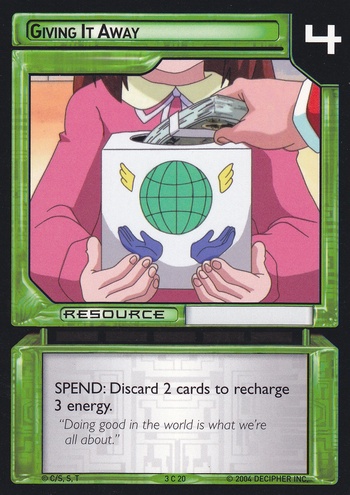 GIVING IT AWAY
4
RESOURCE
SPEND: Discard 2 cards to recharge
3 energy.
"Doing good in the world is what we're
all about."
© C/S, S, T
3 C 20
© 2004 DECIPHER INC.